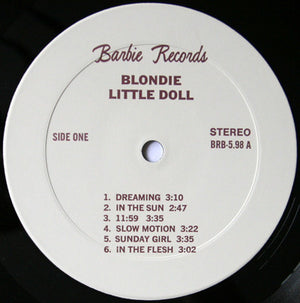 Barbie Records
BLONDIE
LITTLE DOLL
SIDE ONE
STEREO
BRB-5.98 A
1. DREAMING 3:10
2. IN THE SUN 2:47
3. 11:59 3:35
4. SLOW MOTION 3:22
5. SUNDAY GIRL 3:35
6. IN THE FLESH 3:02